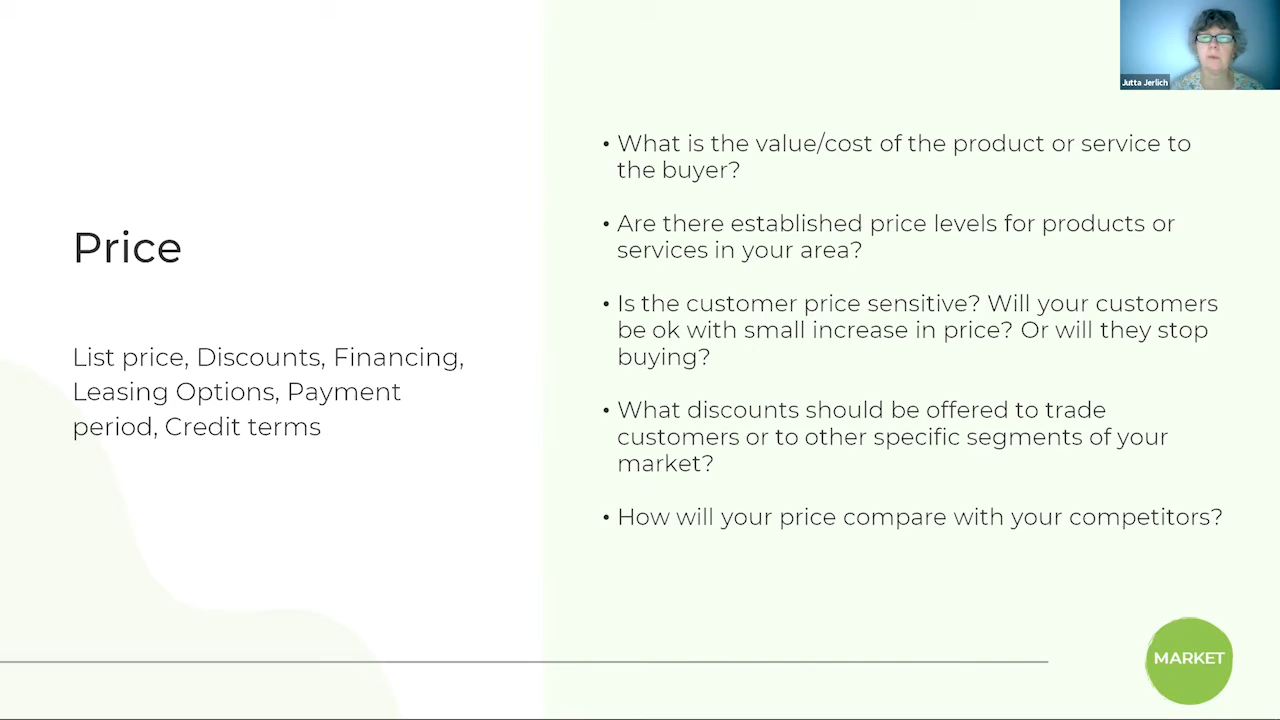 Jutta Jerlich
Price
List price, Discounts, Financing,
Leasing Options, Payment
period, Credit terms
• What is the value/cost of the product or service to
the buyer?
• Are there established price levels for products or
services in your area?
• Is the customer price sensitive? Will your customers
be ok with small increase in price? Or will they stop
buying?
• What discounts should be offered to trade
customers or to other specific segments of your
market?
• How will your price compare with your competitors?
MARKET